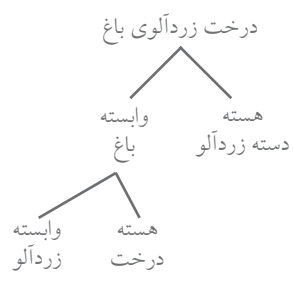 درخت زردآلوی باغ
هسته وابسته
دسته زردآلو باغ
هسته وابسته
درخت زردآلو